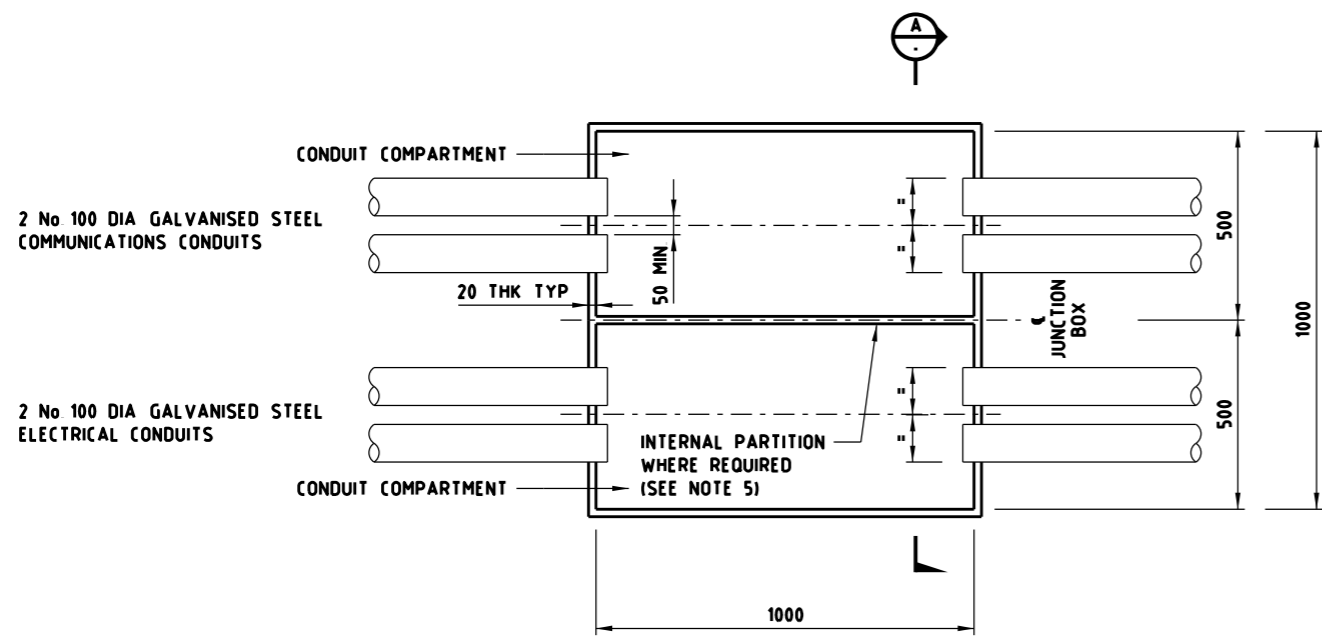 A
CONDUIT COMPARTMENT
2 No. 100 DIA GALVANISED STEEL
COMMUNICATIONS CONDUITS
20 THK TYP
50 MIN
"
"
500
1000
℄
JUNCTION
BOX
2 No. 100 DIA GALVANISED STEEL
ELECTRICAL CONDUITS
"
"
500
INTERNAL PARTITION
WHERE REQUIRED
(SEE NOTE 5)
CONDUIT COMPARTMENT
1000